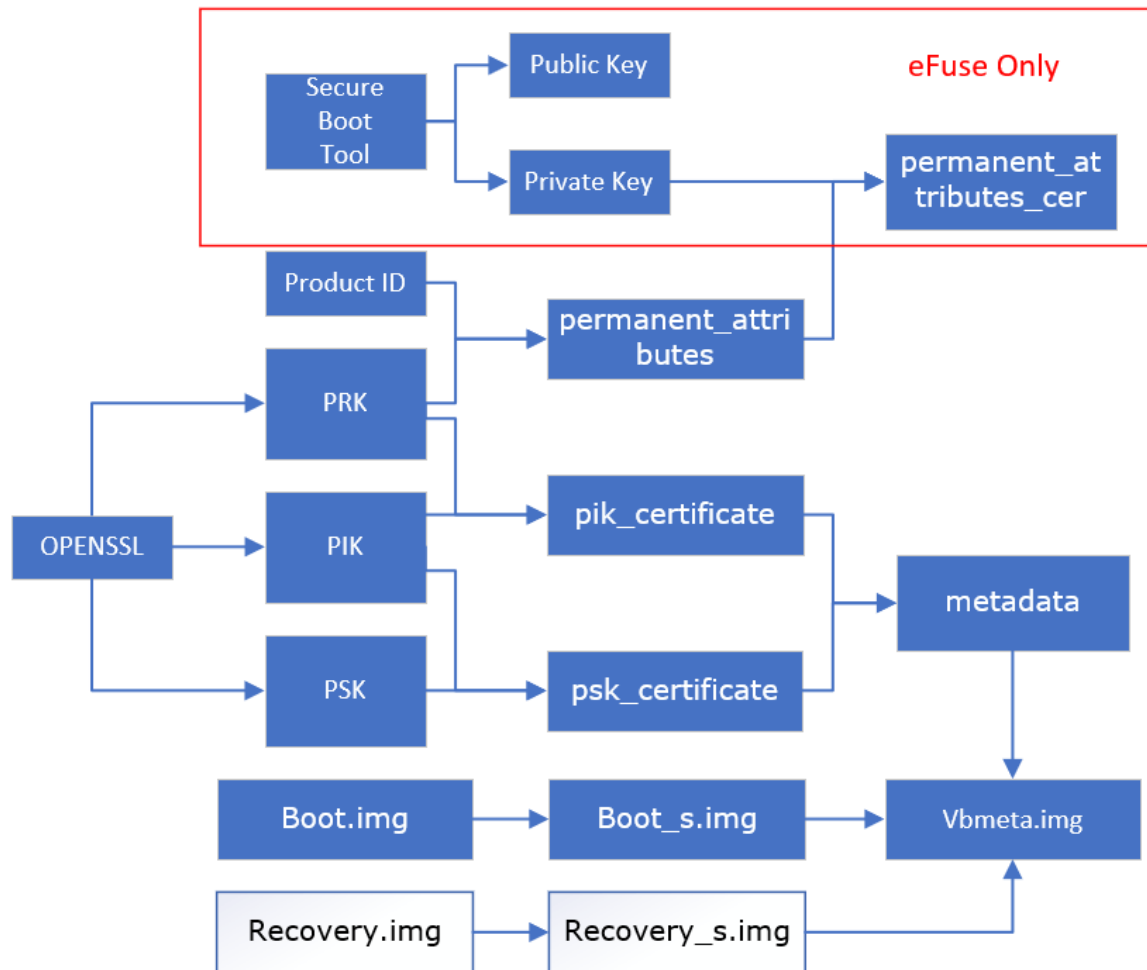 Public Key
eFuse Only
Secure
Boot
Tool
Private Key
permanent_at
tributes_cer
Product ID
permanent_attri
butes
PRK
pik_certificate
OPENSSL
PIK
metadata
PSK
psk_certificate
Boot.img
Boot_s.img
Vbmeta.img
Recovery.img
Recovery_s.img